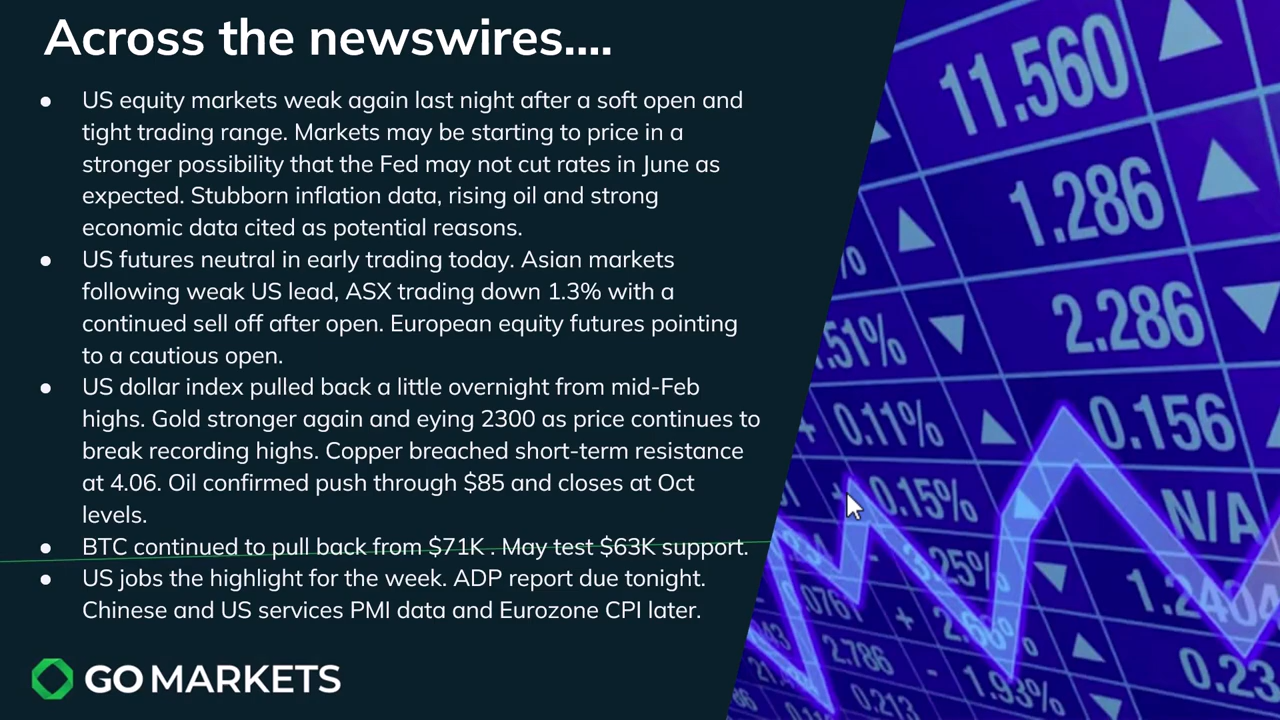 Across the newswires....
● US equity markets weak again last night after a soft open and
tight trading range. Markets may be starting to price in a
stronger possibility that the Fed may not cut rates in June as
expected. Stubborn inflation data, rising oil and strong
economic data cited as potential reasons.
● US futures neutral in early trading today. Asian markets
following weak US lead, ASX trading down 1.3% with a
continued sell off after open. European equity futures pointing
to a cautious open.
● US dollar index pulled back a little overnight from mid-Feb
highs. Gold stronger again and eying 2300 as price continues to
break recording highs. Copper breached short-term resistance
at 4.06. Oil confirmed push through $85 and closes at Oct
levels.
● BTC continued to pull back from $71K . May test $63K support.
● US jobs the highlight for the week. ADP report due tonight.
Chinese and US services PMI data and Eurozone CPI later.
GO MARKETS
11.560
1.286
2.286
0.11% 0.156
0.15% N/A
2.786
0.213 1.93%